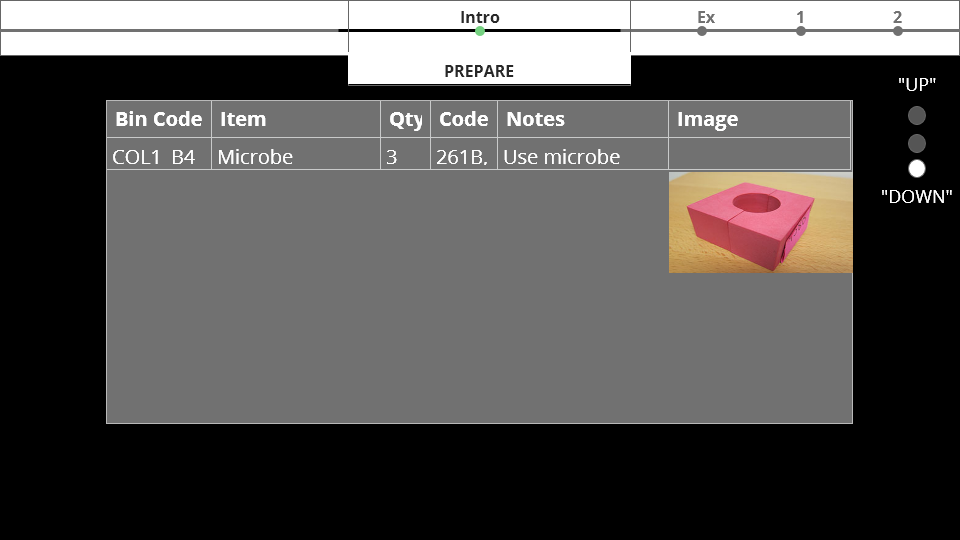 Intro
Ex
1
2
PREPARE
"UP"
Bin Code Item Qty Code Notes Image
COL1 B4 Microbe 3 261B, Use microbe
"DOWN"